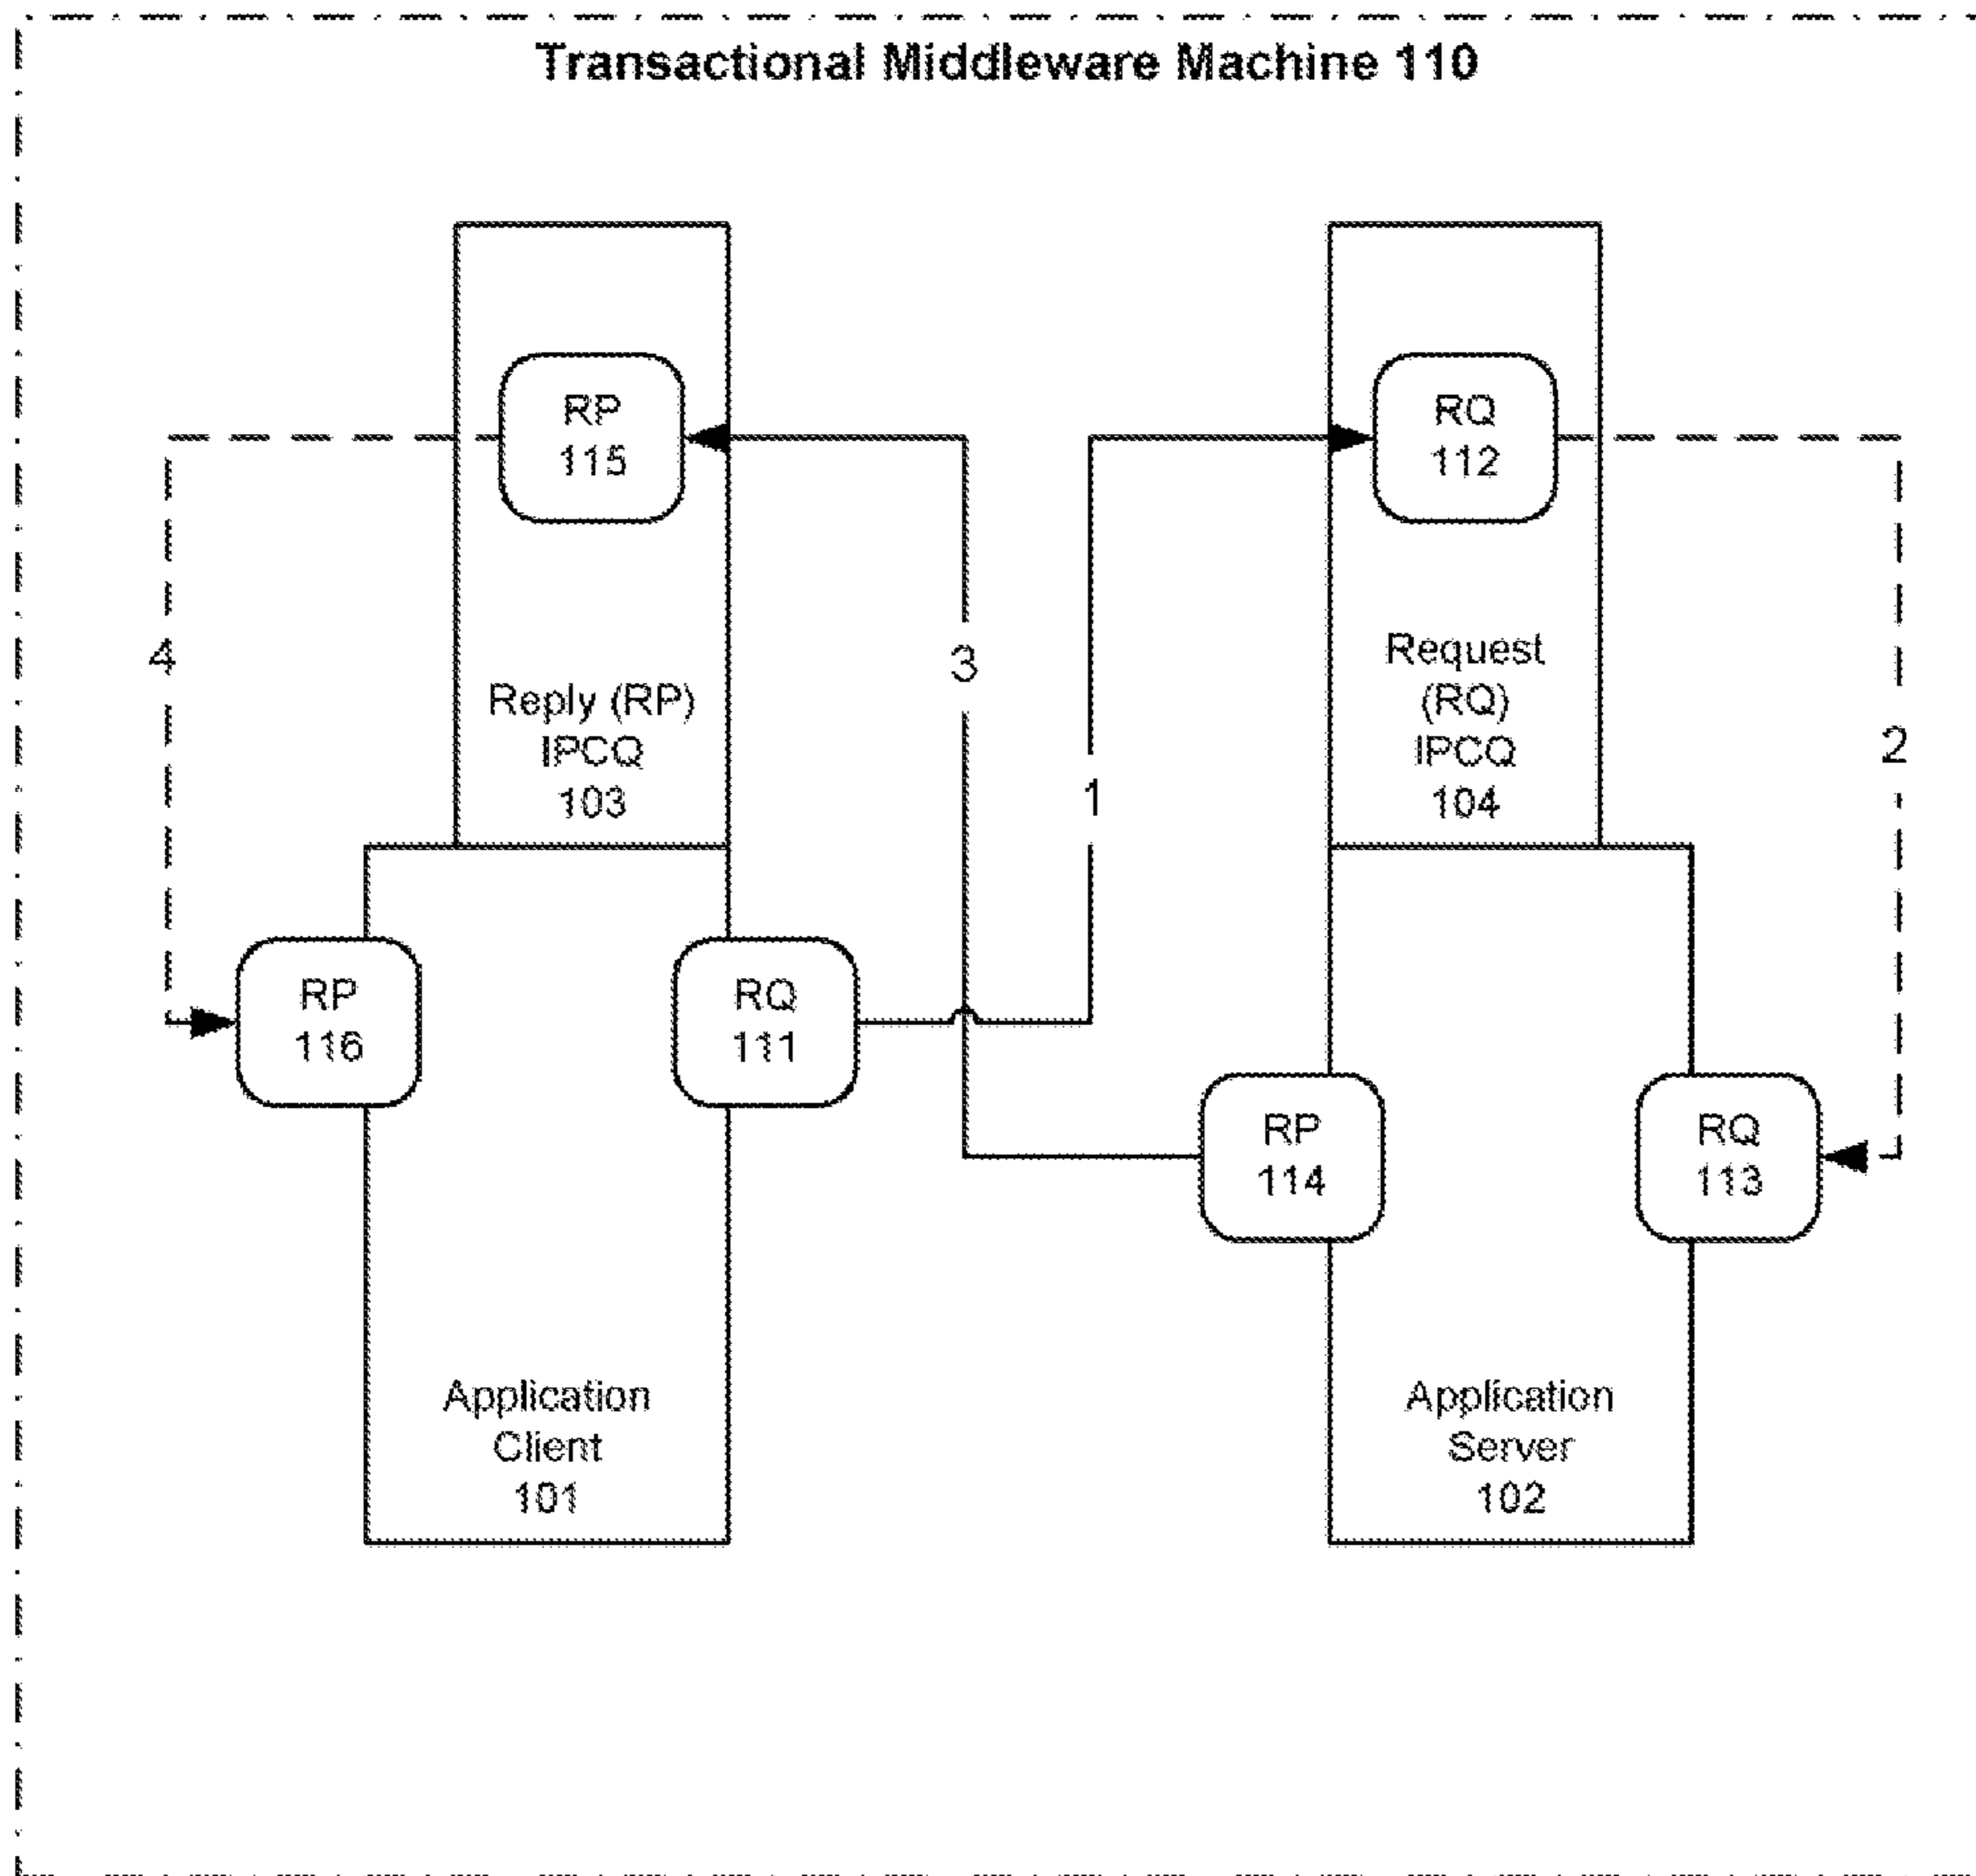 Transactional Middleware Machine 110
RP
115
RQ
112
4
3
Reply (RP)
IPCQ
103
1
Request
(RQ)
IPCQ
104
2
RP
116
RQ
111
RP
114
RQ
113
Application
Client
101
Application
Server
102